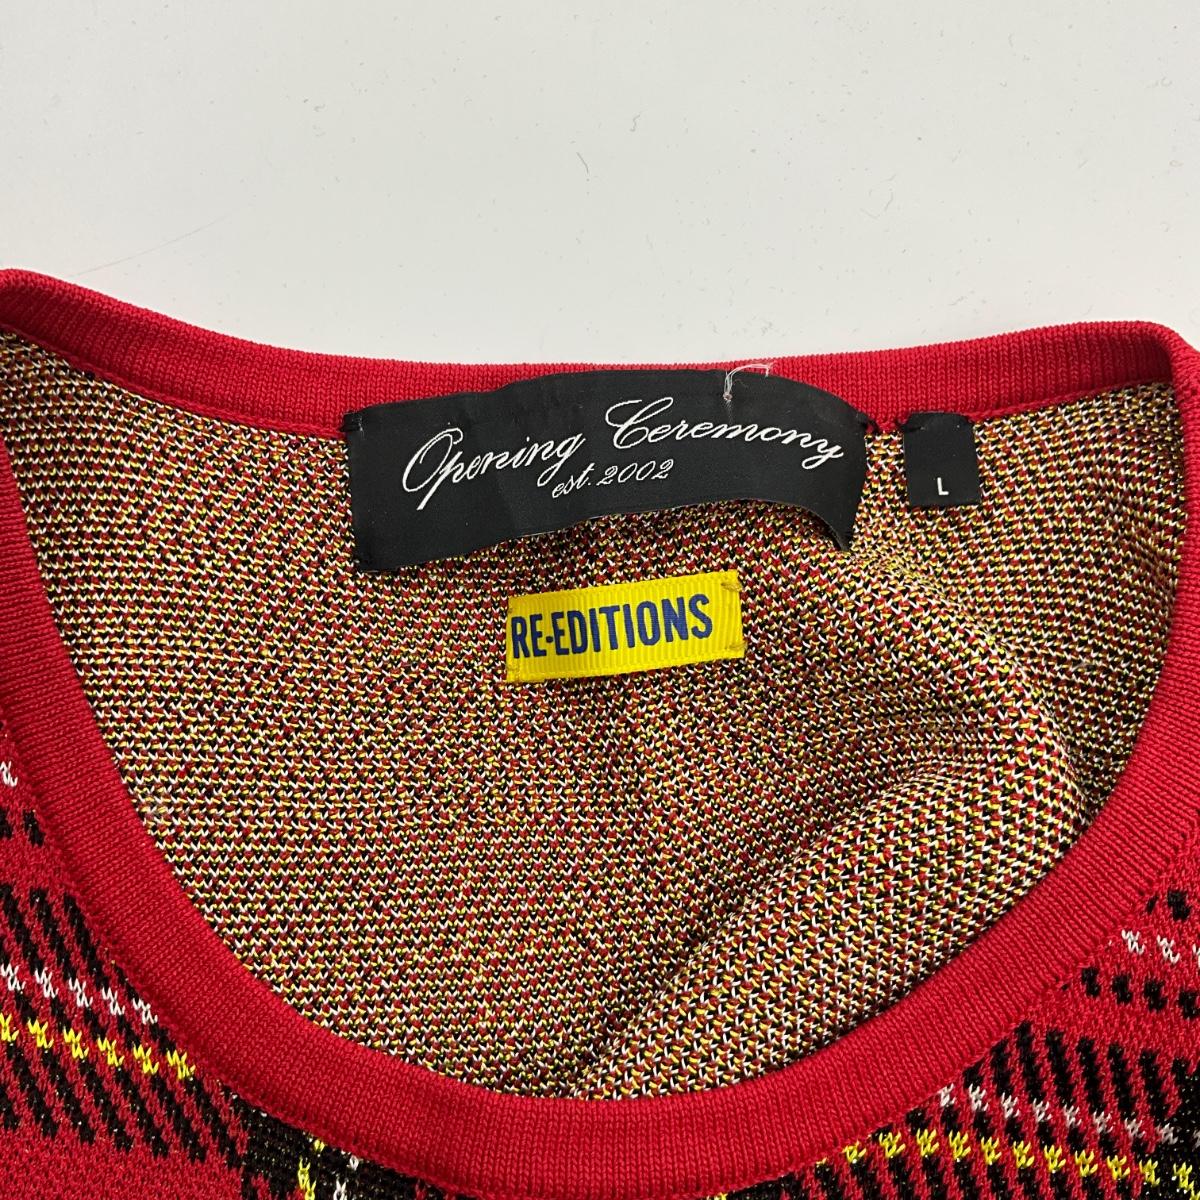 Opening Ceremony
est. 2002
L
RE-EDITIONS